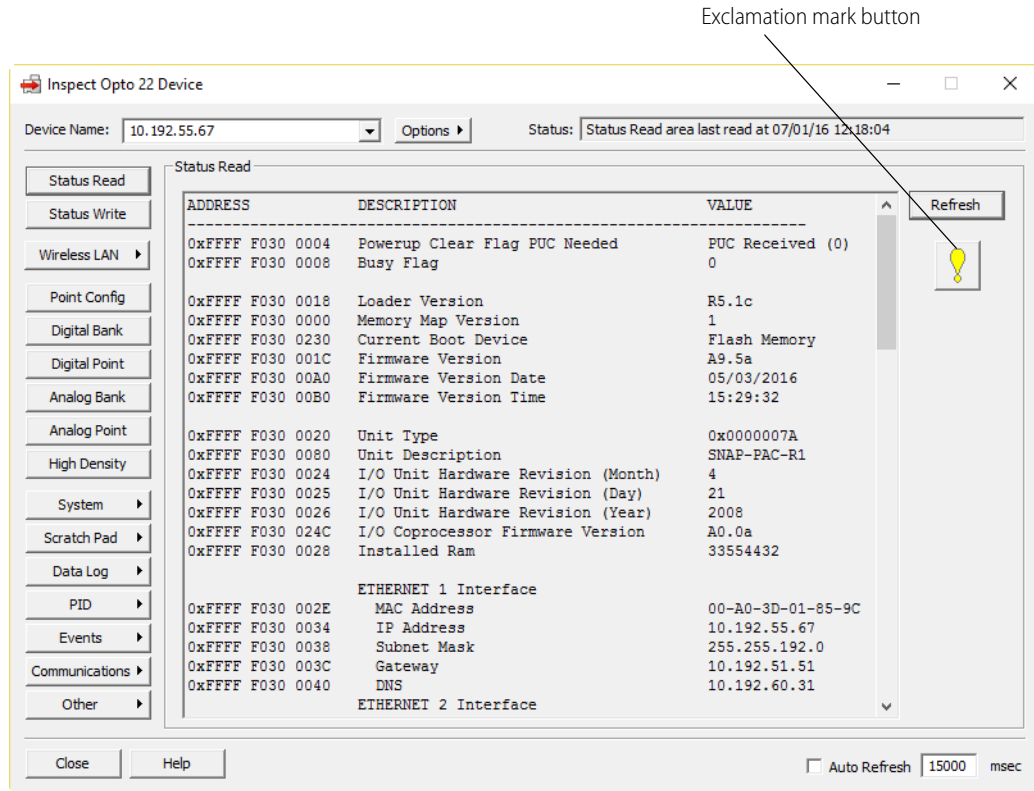 Exclamation mark button
Inspect Opto 22 Device
Device Name: 10.192.55.67 Options Status: Status Read area last read at 07/01/16 12:18:04
Status Read
Status Write
Wireless LAN
Point Config
Digital Bank
Digital Point
Analog Bank
Analog Point
High Density
System
Scratch Pad
Data Log
PID
Events
Communications
Other
Status Read
ADDRESS DESCRIPTION VALUE
--------------------------------------------------------------------
0xFFFF F030 0004 Powerup Clear Flag PUC Needed PUC Received (0)
0xFFFF F030 0008 Busy Flag 0
0xFFFF F030 0018 Loader Version R5.1c
0xFFFF F030 0000 Memory Map Version 1
0xFFFF F030 0230 Current Boot Device Flash Memory
0xFFFF F030 001C Firmware Version A9.5a
0xFFFF F030 00A0 Firmware Version Date 05/03/2016
0xFFFF F030 00B0 Firmware Version Time 15:29:32
0xFFFF F030 0020 Unit Type 0x0000007A
0xFFFF F030 0080 Unit Description SNAP-PAC-R1
0xFFFF F030 0024 I/O Unit Hardware Revision (Month) 4
0xFFFF F030 0025 I/O Unit Hardware Revision (Day) 21
0xFFFF F030 0026 I/O Unit Hardware Revision (Year) 2008
0xFFFF F030 024C I/O Coprocessor Firmware Version A0.0a
0xFFFF F030 0028 Installed Ram 33554432
ETHERNET 1 Interface
0xFFFF F030 002E MAC Address 00-A0-3D-01-85-9C
0xFFFF F030 0034 IP Address 10.192.55.67
0xFFFF F030 0038 Subnet Mask 255.255.192.0
0xFFFF F030 003C Gateway 10.192.51.51
0xFFFF F030 0040 DNS 10.192.60.31
ETHERNET 2 Interface
Refresh
Close Help Auto Refresh 15000 msec